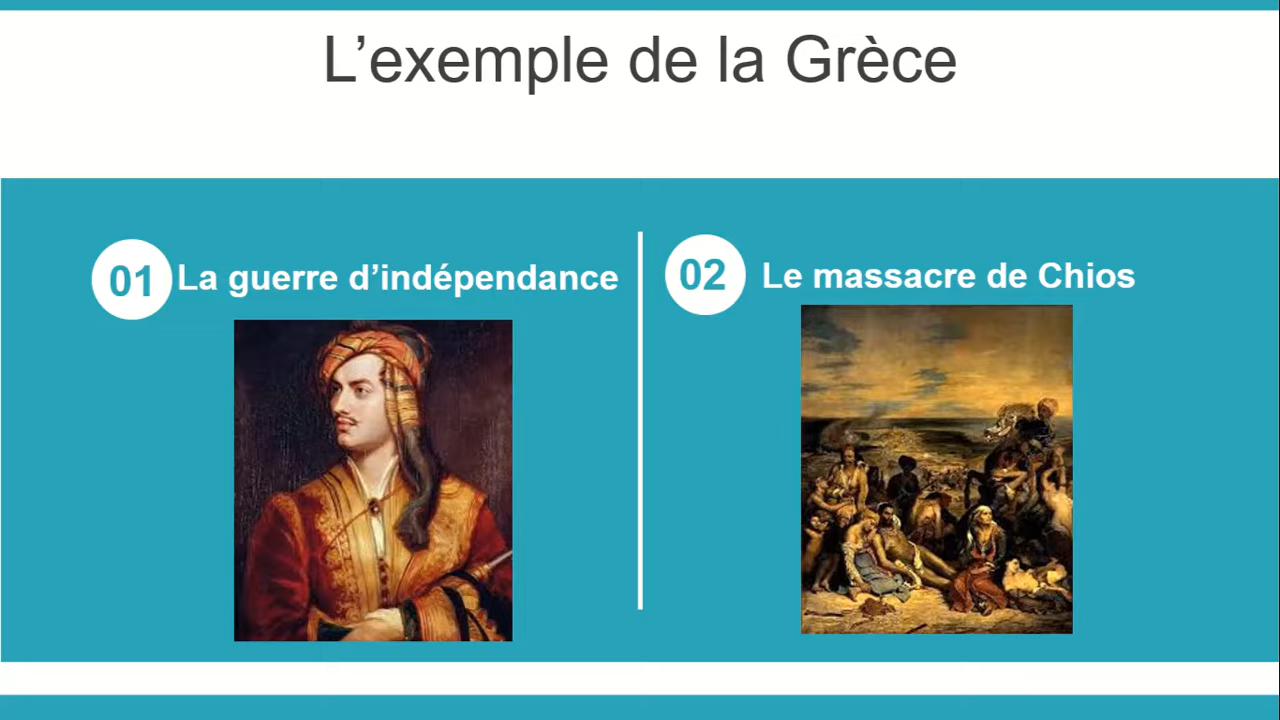 L’exemple de la Grèce
01 La guerre d’indépendance
02 Le massacre de Chios